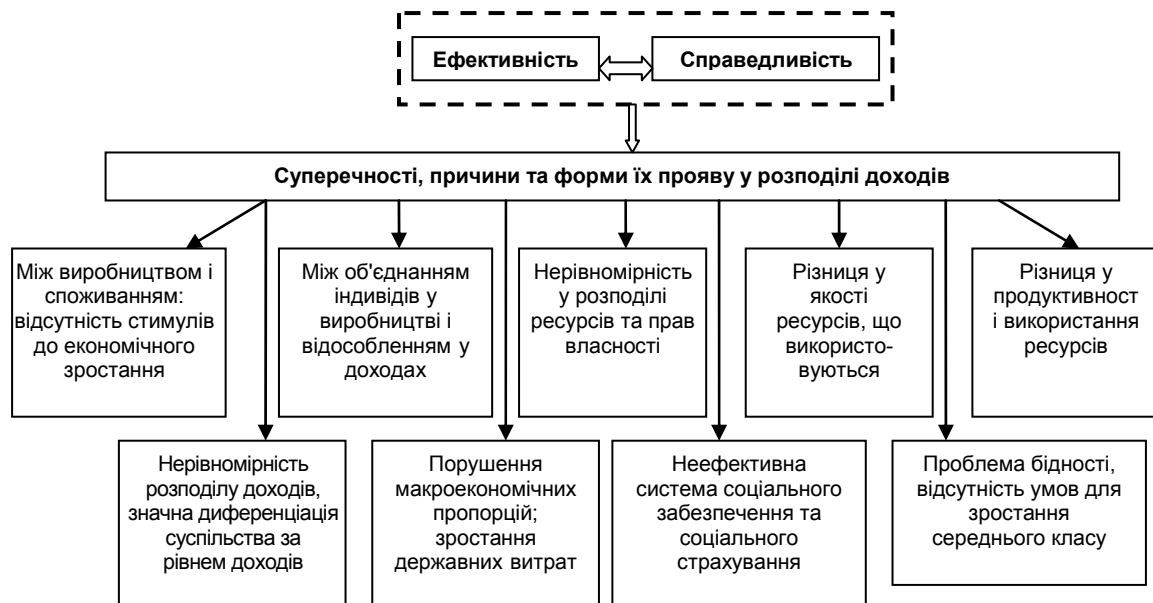 Ефективність
Справедливість
Суперечності, причини та форми їх прояву у розподілі доходів
Між виробництвом і
споживанням:
відсутність стимулів
до економічного
зростання
Між об'єднанням
індивідів у
виробництві і
відособленням у
доходах
Нерівномірність
у розподілі
ресурсів та прав
власності
Різниця у
якості
ресурсів, що
використо-
вуються
Різниця у
продуктивност
і використання
ресурсів
Нерівномірність
розподілу доходів,
значна диференціація
суспільства за
рівнем доходів
Порушення
макроекономічних
пропорцій;
зростання
державних витрат
Неефективна
система соціального
забезпечення та
соціального
страхування
Проблема бідності,
відсутність умов для
зростання
середнього класу